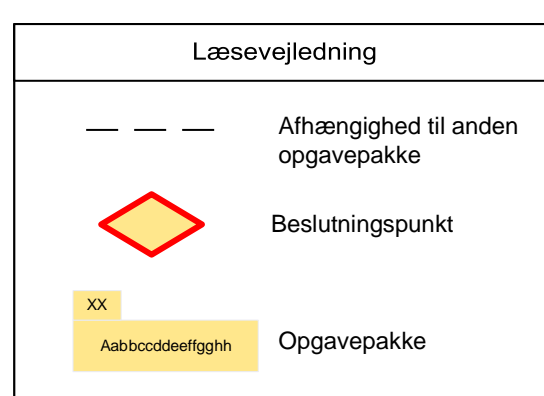 Læsevejledning
Afhængighed til anden
opgavepakke
Beslutningspunkt
XX
Aabbccddeeffgghh
Opgavepakke